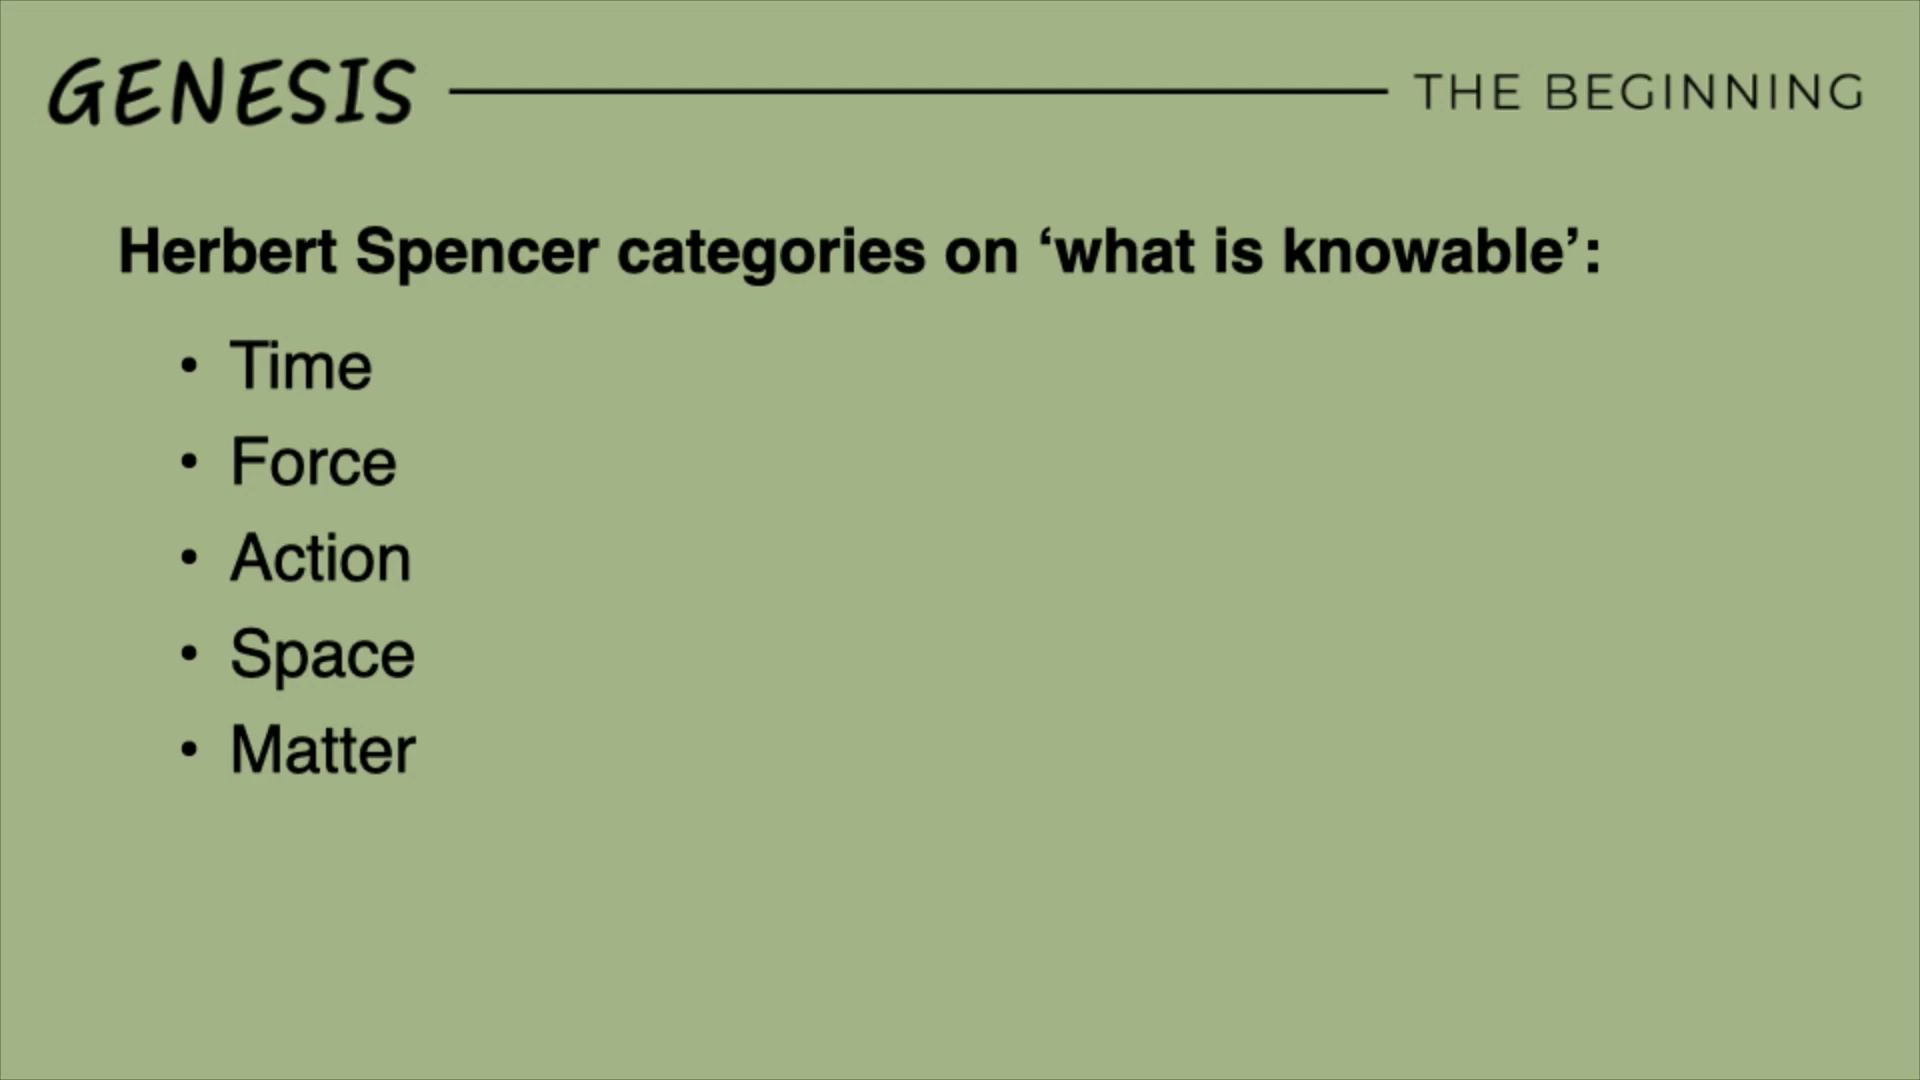 GENESIS THE BEGINNING
Herbert Spencer categories on ‘what is knowable’:
• Time
• Force
• Action
• Space
• Matter